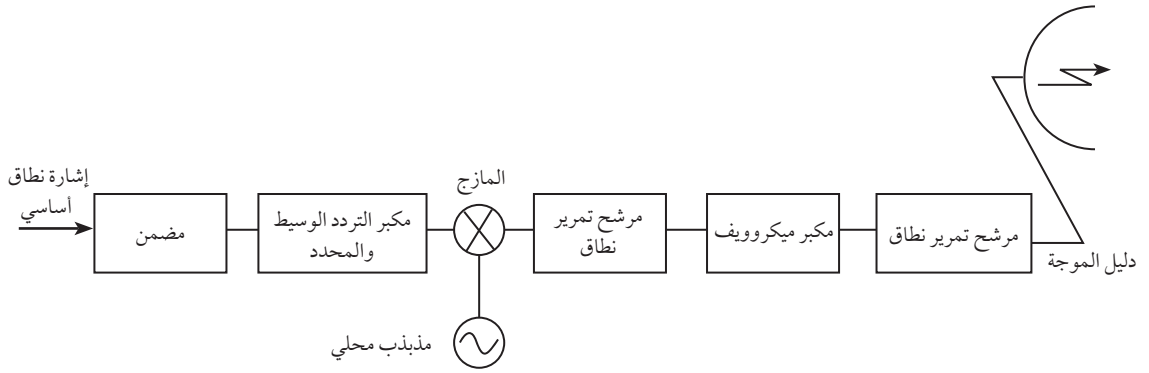 إشارة نطاق
أساسي
مضمن
مكبر التردد الوسيط
والمحدد
المازج
مذبذب محلي
مرشح تمرير
نطاق
مكبر ميكروويف
مرشح تمرير نطاق
دليل الموجة